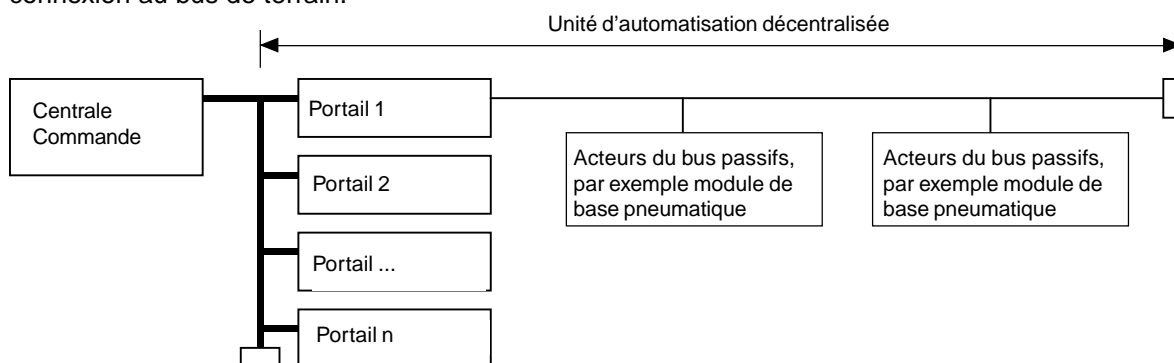 connexion au bus de terrain.
Unité d'automatisation décentralisée
Centrale
Commande
Portail 1
Acteurs du bus passifs,
par exemple module de
base pneumatique
Acteurs du bus passifs,
par exemple module de
base pneumatique
Portail 2
Portail ...
Portail n